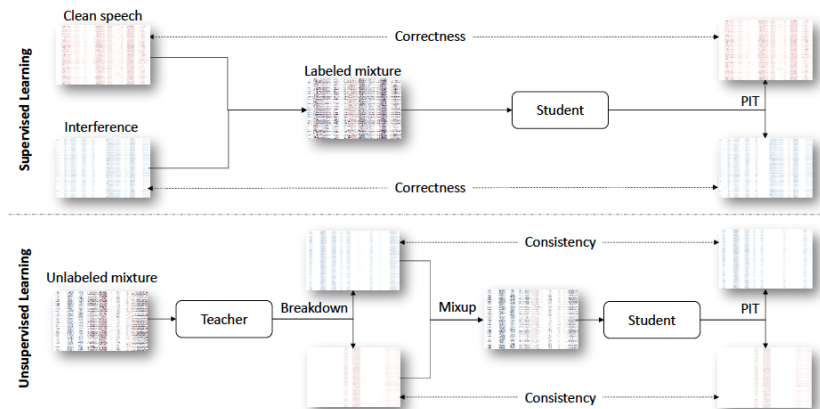 Supervised Learning
Clean speech
Correctness
Labeled mixture
Student
PIT
Interference
Correctness
Unsupervised Learning
Unlabeled mixture
Teacher
Breakdown
Consistency
Mixup
Student
PIT
Consistency